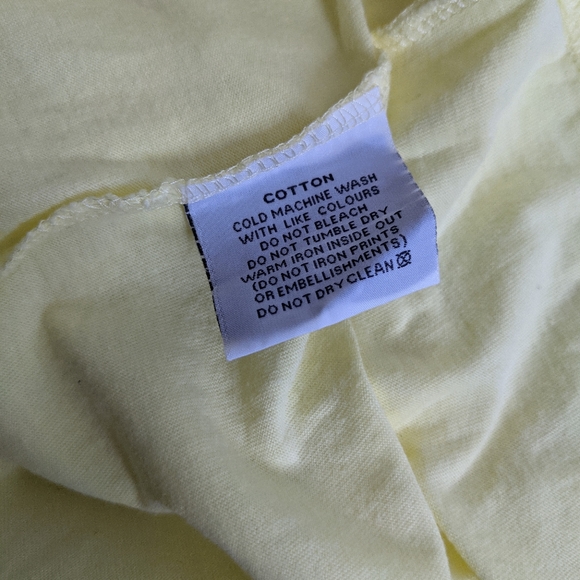 COTTON
COLD MACHINE WASH
WITH LIKE COLOURS
DO NOT BLEACH
DO NOT TUMBLE DRY
WARM IRON INSIDE OUT
(DO NOT IRON PRINTS)
OR EMBELLISHMENTS)
DO NOT DRY CLEAN